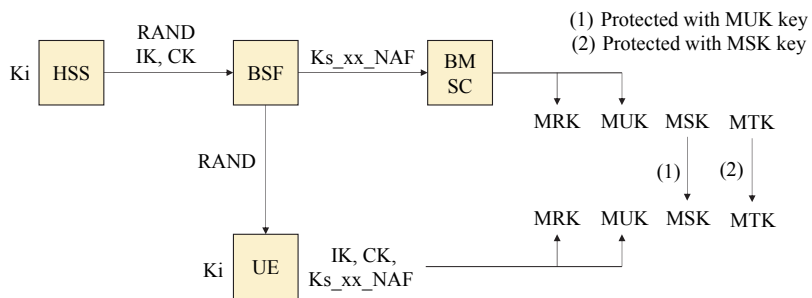 (1) Protected with MUK key
(2) Protected with MSK key
RAND
IK, CK
Ks_xx_NAF
Ki
HSS
BSF
BM
SC
MRK MUK MSK MTK
RAND
(1)
(2)
MRK MUK MSK MTK
Ki
UE
IK, CK,
Ks_xx_NAF